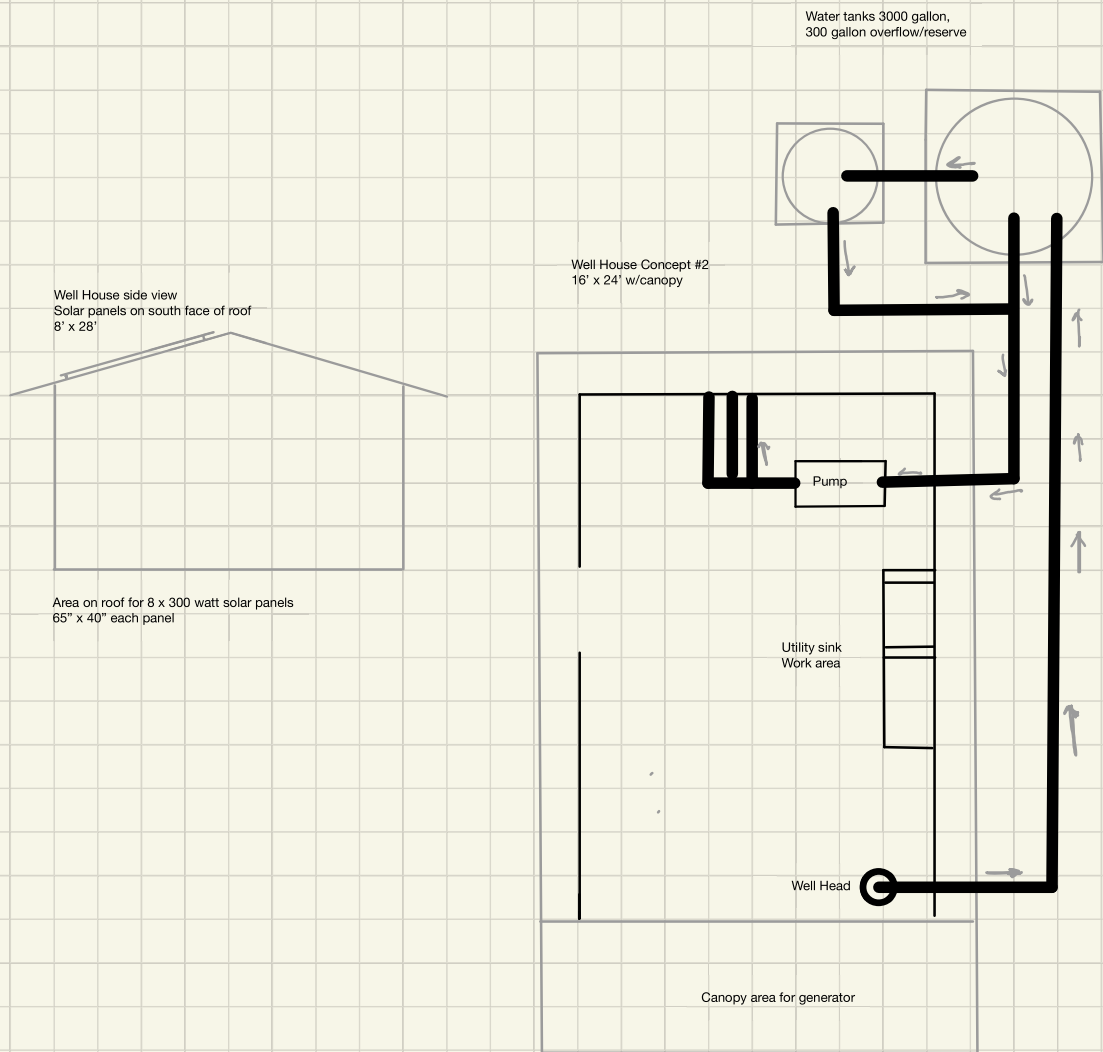 Water tanks 3000 gallon,
300 gallon overflow/reserve
Well House Concept #2
16’ x 24’ w/canopy
Well House side view
Solar panels on south face of roof
8’ x 28’
Pump
Area on roof for 8 x 300 watt solar panels
65” x 40” each panel
Utility sink
Work area
Well Head
Canopy area for generator